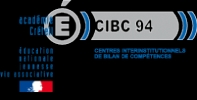 académie
Créteil
É
CIBC 94
éducation
nationale
jeunesse
vie associative
CENTRES INTERINSTITUTIONNELS
DE BILAN DE COMPÉTENCES